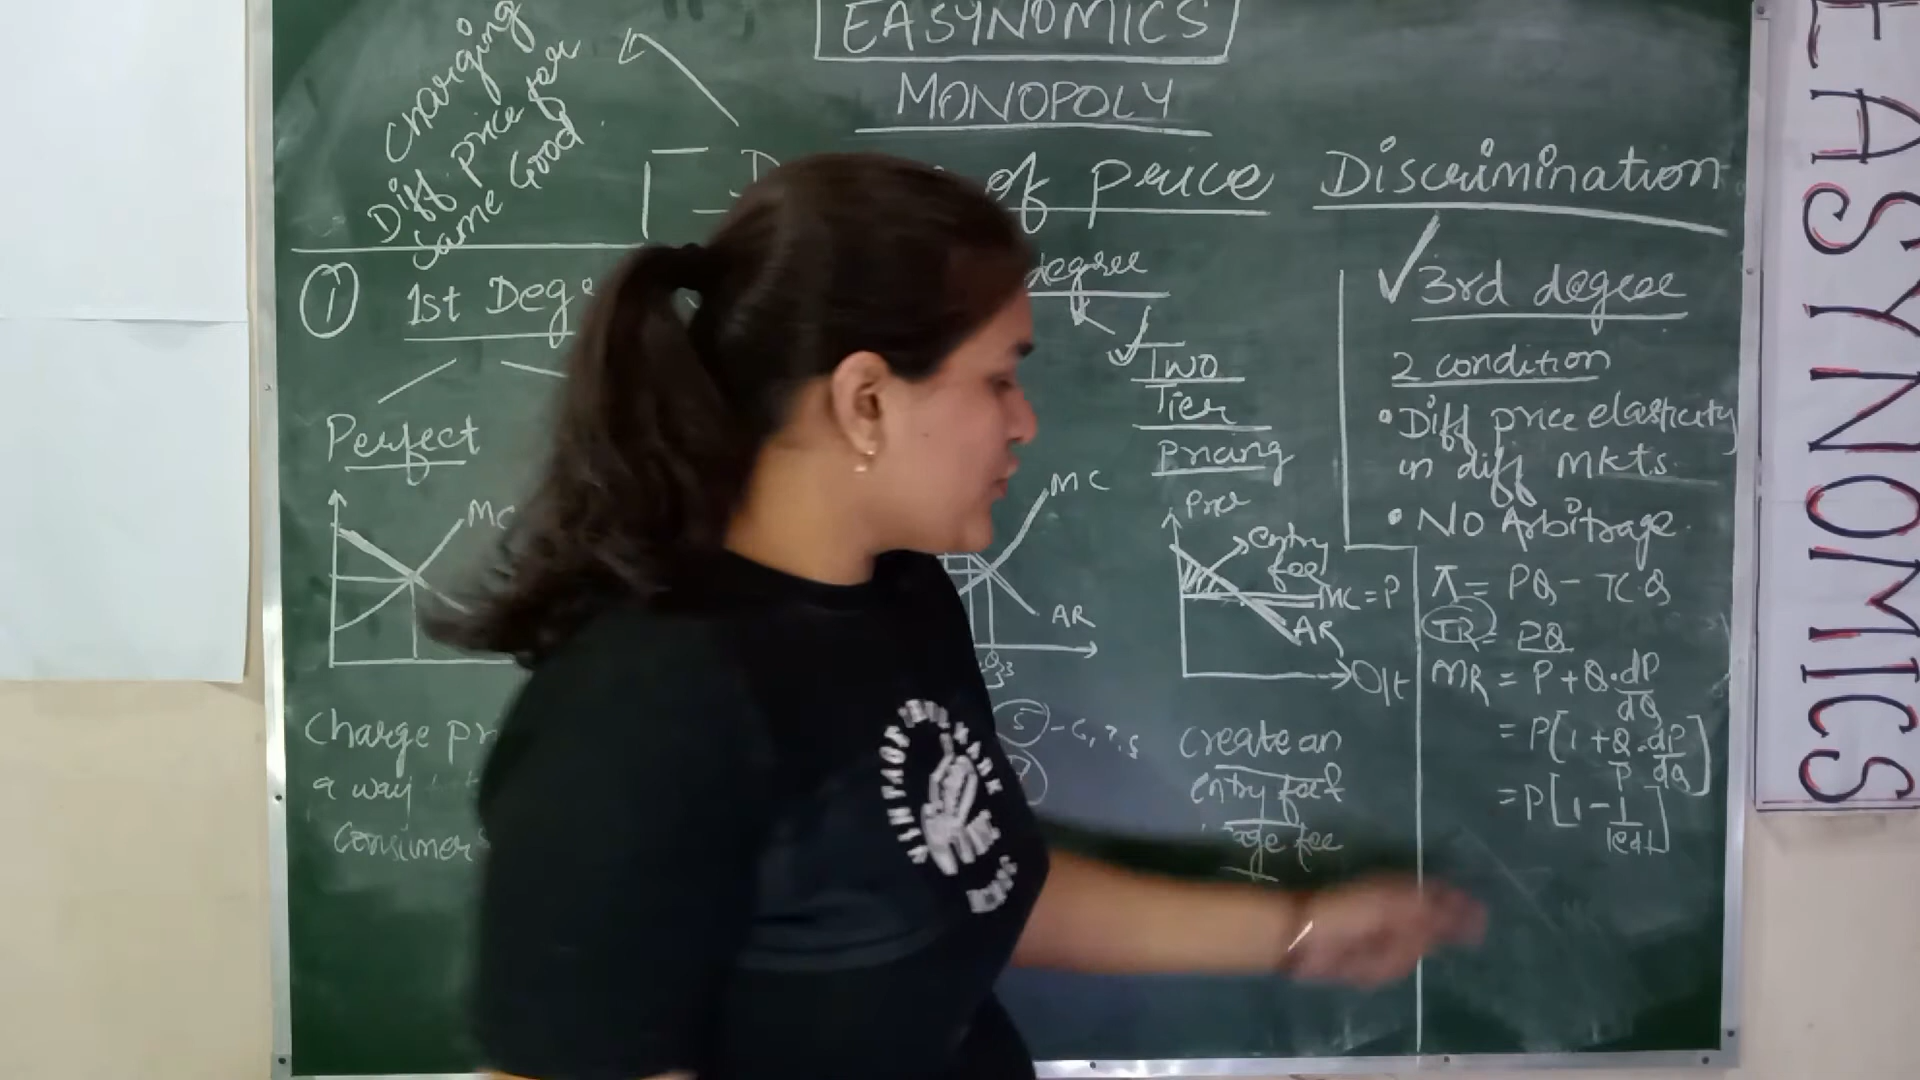 EASYNOMICS
MONOPOLY
Charging
Diff price for
same Good
of price Discrimination
① 1st Deg
Perfect
MC
Charge
a way
Consumer
degree
Two
Tier
Pricing
MC
AR
Price
entry
fee
MC = P
AR
create an
entry fee
fee
✓ 3rd degree
2 condition
• Diff price elasticity
in diff mkts.
• No Arbitrage
π = PQ - TC.Q
TR = PQ
MR = P + Q.dP/dQ
= P[1 + Q/P.dP/dQ]
= P[1 - 1/|ed|]
EASYNOMICS